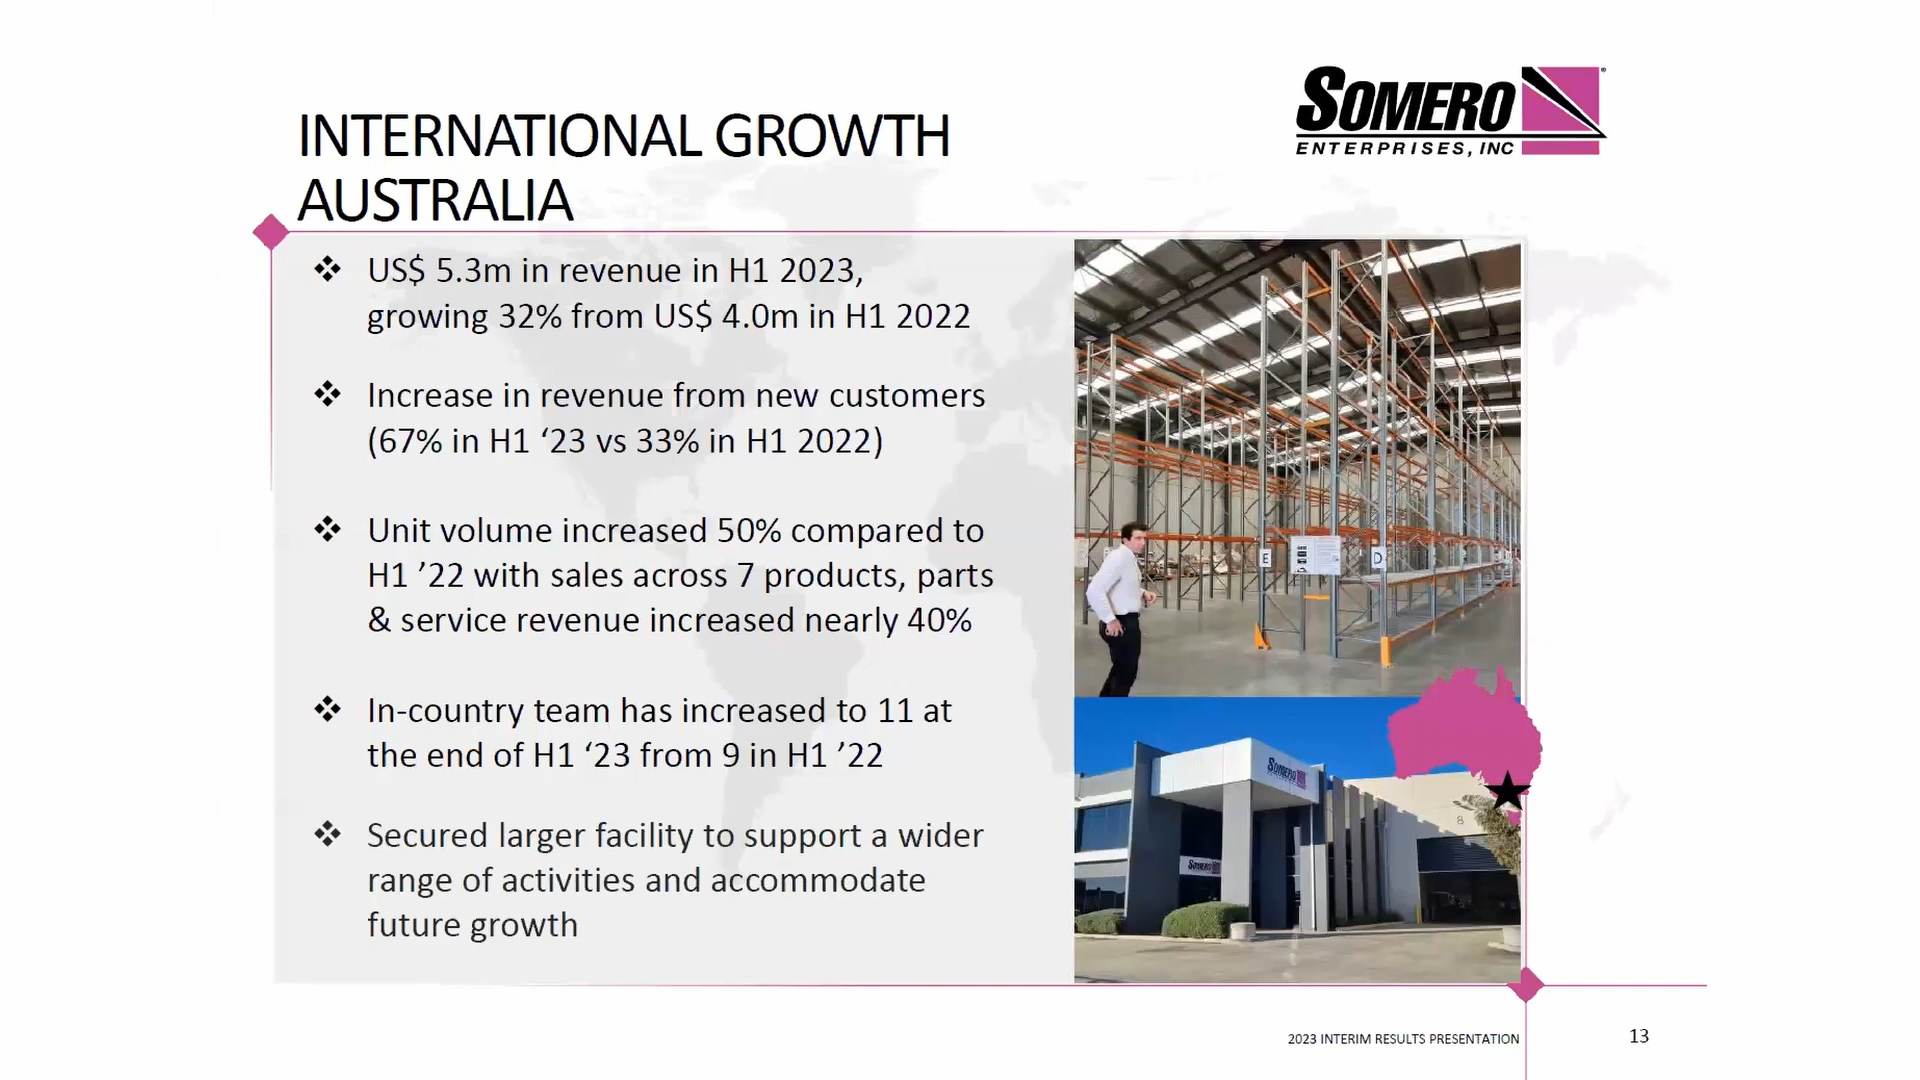 SOMERO
ENTERPRISES, INC
INTERNATIONAL GROWTH
AUSTRALIA
❖ US$ 5.3m in revenue in H1 2023,
growing 32% from US$ 4.0m in H1 2022
❖ Increase in revenue from new customers
(67% in H1 ‘23 vs 33% in H1 2022)
❖ Unit volume increased 50% compared to
H1 ’22 with sales across 7 products, parts
& service revenue increased nearly 40%
❖ In-country team has increased to 11 at
the end of H1 ‘23 from 9 in H1 ’22
❖ Secured larger facility to support a wider
range of activities and accommodate
future growth
E
D
SOMERO
SOMERO
8
2023 INTERIM RESULTS PRESENTATION
13